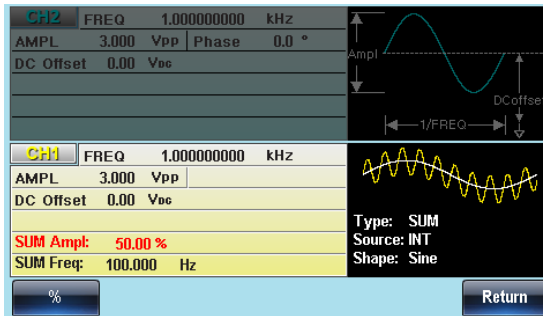 CH2 FREQ 1.000000000 kHz
AMPL 3.000 Vpp Phase 0.0 °
DC Offset 0.00 VDC
Ampl
DCoffset
1/FREQ
CH1 FREQ 1.000000000 kHz
AMPL 3.000 Vpp
DC Offset 0.00 VDC
SUM Ampl: 50.00 %
SUM Freq: 100.000 Hz
Type: SUM
Source: INT
Shape: Sine
% Return